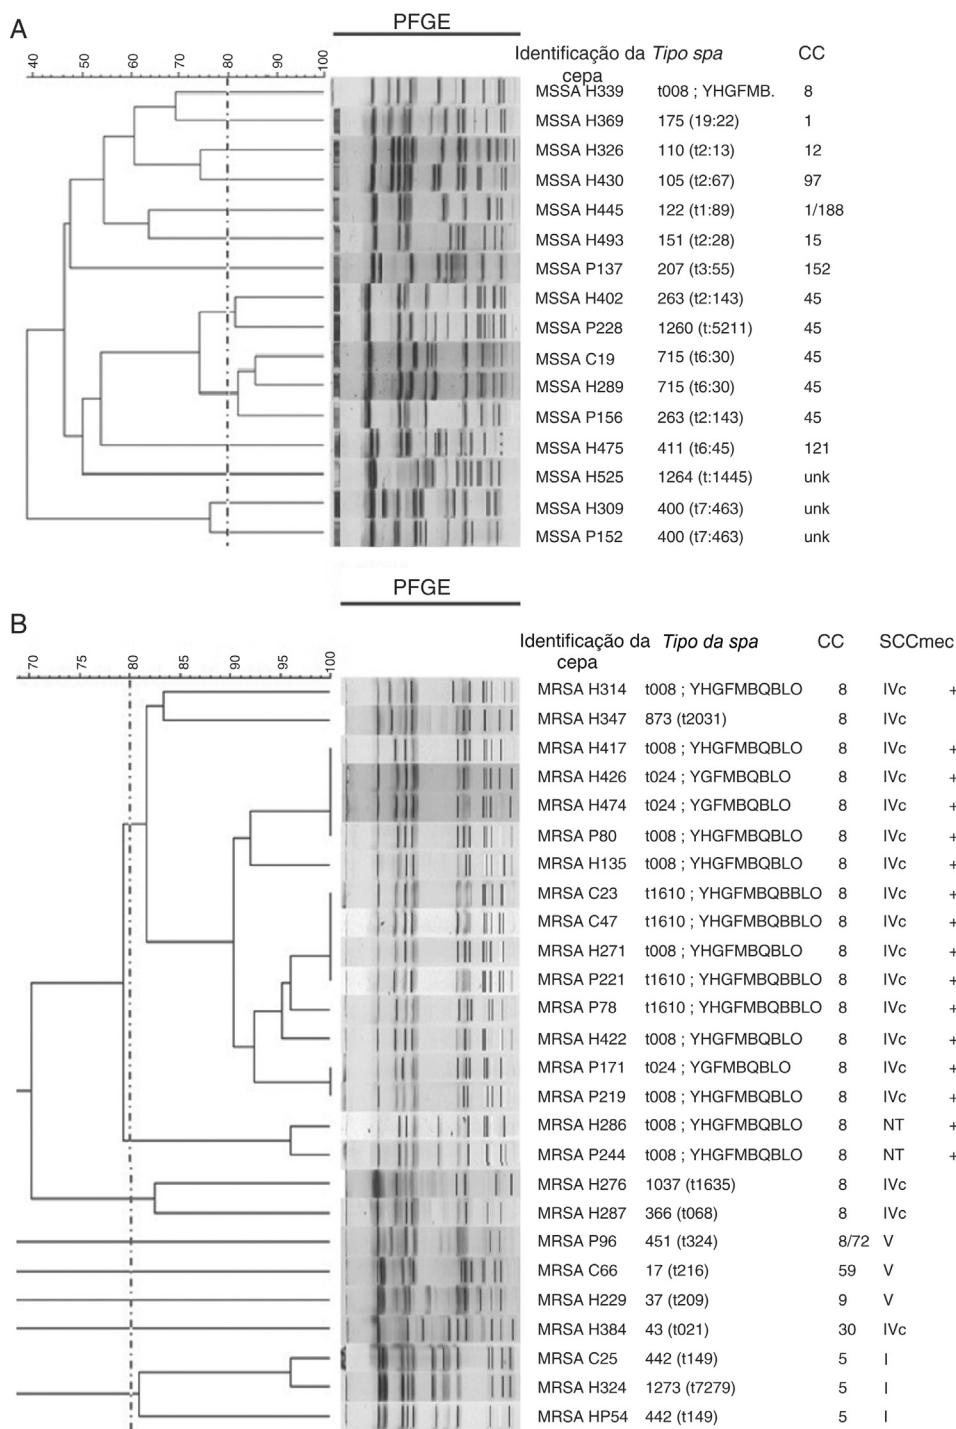 A
PFGE
40 50 60 70 80 90 100
Identificação da cepa Tipo spa CC
MSSA H339 t008 ; YHGFMB. 8
MSSA H369 175 (19:22) 1
MSSA H326 110 (t2:13) 12
MSSA H430 105 (t2:67) 97
MSSA H445 122 (t1:89) 1/188
MSSA H493 151 (t2:28) 15
MSSA P137 207 (t3:55) 152
MSSA H402 263 (t2:143) 45
MSSA P228 1260 (t:5211) 45
MSSA C19 715 (t6:30) 45
MSSA H289 715 (t6:30) 45
MSSA P156 263 (t2:143) 45
MSSA H475 411 (t6:45) 121
MSSA H525 1264 (t:1445) unk
MSSA H309 400 (t7:463) unk
MSSA P152 400 (t7:463) unk
PFGE
B
70 75 80 85 90 95 100
Identificação da cepa Tipo da spa CC SCCmec
MRSA H314 t008 ; YHGFMBQBLO 8 IVc +
MRSA H347 873 (t2031) 8 IVc
MRSA H417 t008 ; YHGFMBQBLO 8 IVc +
MRSA H426 t024 ; YGFMBQBLO 8 IVc +
MRSA H474 t024 ; YGFMBQBLO 8 IVc +
MRSA P80 t008 ; YHGFMBQBLO 8 IVc +
MRSA H135 t008 ; YHGFMBQBLO 8 IVc +
MRSA C23 t1610 ; YHGFMBQBBLO 8 IVc +
MRSA C47 t1610 ; YHGFMBQBBLO 8 IVc +
MRSA H271 t008 ; YHGFMBQBLO 8 IVc +
MRSA P221 t1610 ; YHGFMBQBBLO 8 IVc +
MRSA P78 t1610 ; YHGFMBQBBLO 8 IVc +
MRSA H422 t008 ; YHGFMBQBLO 8 IVc +
MRSA P171 t024 ; YGFMBQBLO 8 IVc +
MRSA P219 t008 ; YHGFMBQBLO 8 IVc +
MRSA H286 t008 ; YHGFMBQBLO 8 NT +
MRSA P244 t008 ; YHGFMBQBLO 8 NT +
MRSA H276 1037 (t1635) 8 IVc
MRSA H287 366 (t068) 8 IVc
MRSA P96 451 (t324) 8/72 V
MRSA C66 17 (t216) 59 V
MRSA H229 37 (t209) 9 V
MRSA H384 43 (t021) 30 IVc
MRSA C25 442 (t149) 5 I
MRSA H324 1273 (t7279) 5 I
MRSA HP54 442 (t149) 5 I